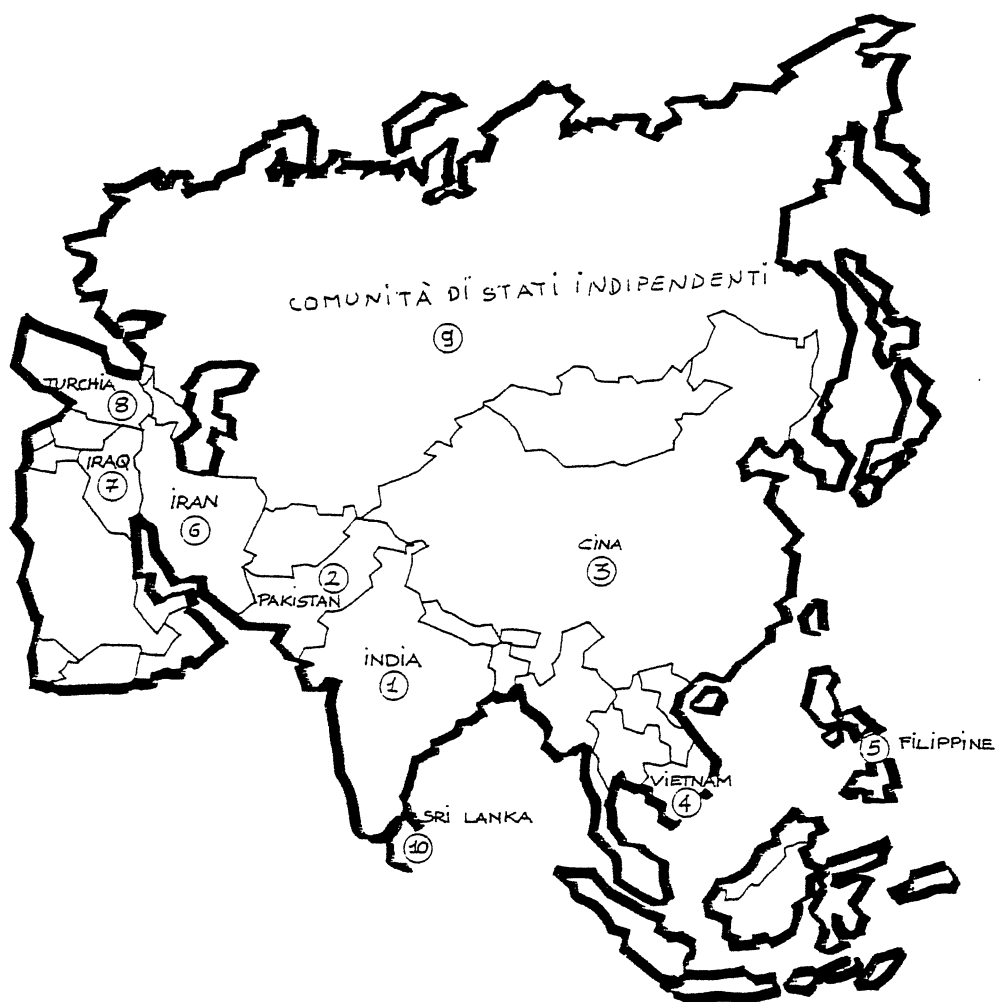 COMUNITÀ DI STATI INDIPENDENTI
9
TURCHIA
8
IRAQ
7
IRAN
6
CINA
3
2
PAKISTAN
INDIA
1
FILIPPINE
5
VIETNAM
4
SRI LANKA
10